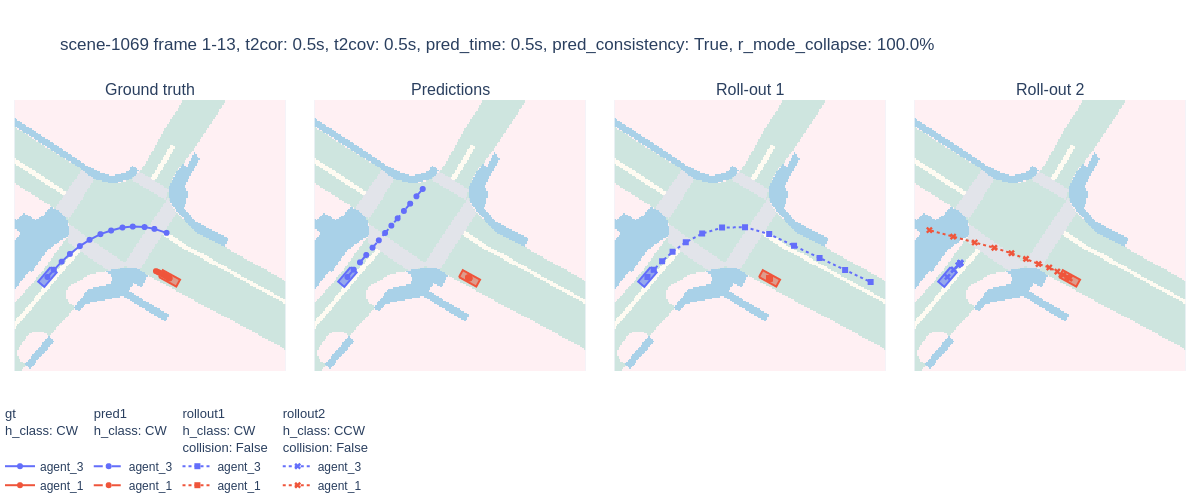 scene-1069 frame 1-13, t2cor: 0.5s, t2cov: 0.5s, pred_time: 0.5s, pred_consistency: True, r_mode_collapse: 100.0%
Ground truth
Predictions
Roll-out 1
Roll-out 2
gt
h_class: CW
agent_3
agent_1
pred1
h_class: CW
agent_3
agent_1
rollout1
h_class: CW
collision: False
agent_3
agent_1
rollout2
h_class: CCW
collision: False
agent_3
agent_1